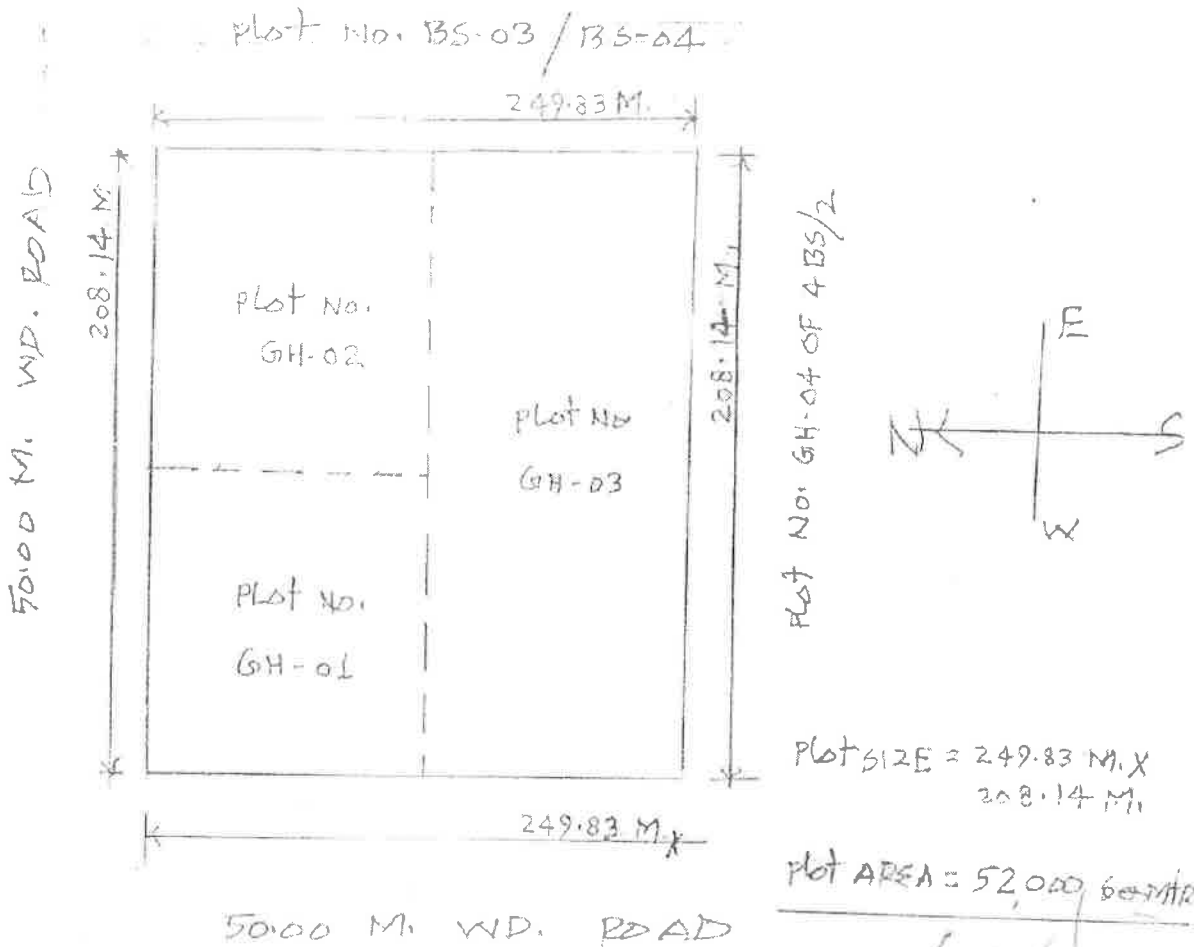 Plot No. BS-03 / BS-04
249.83 M.
50.00 M. WD. ROAD
208.14 M
Plot No.
GH-02
Plot No
GH-03
208.14 M.
Plot No. GH-04 OF 4 BS/2
E
N
S
W
Plot No.
GH-01
Plot SIZE = 249.83 M. X
208.14 M.
249.83 M.
Plot AREA = 52,000
50.00 M. WD. ROAD